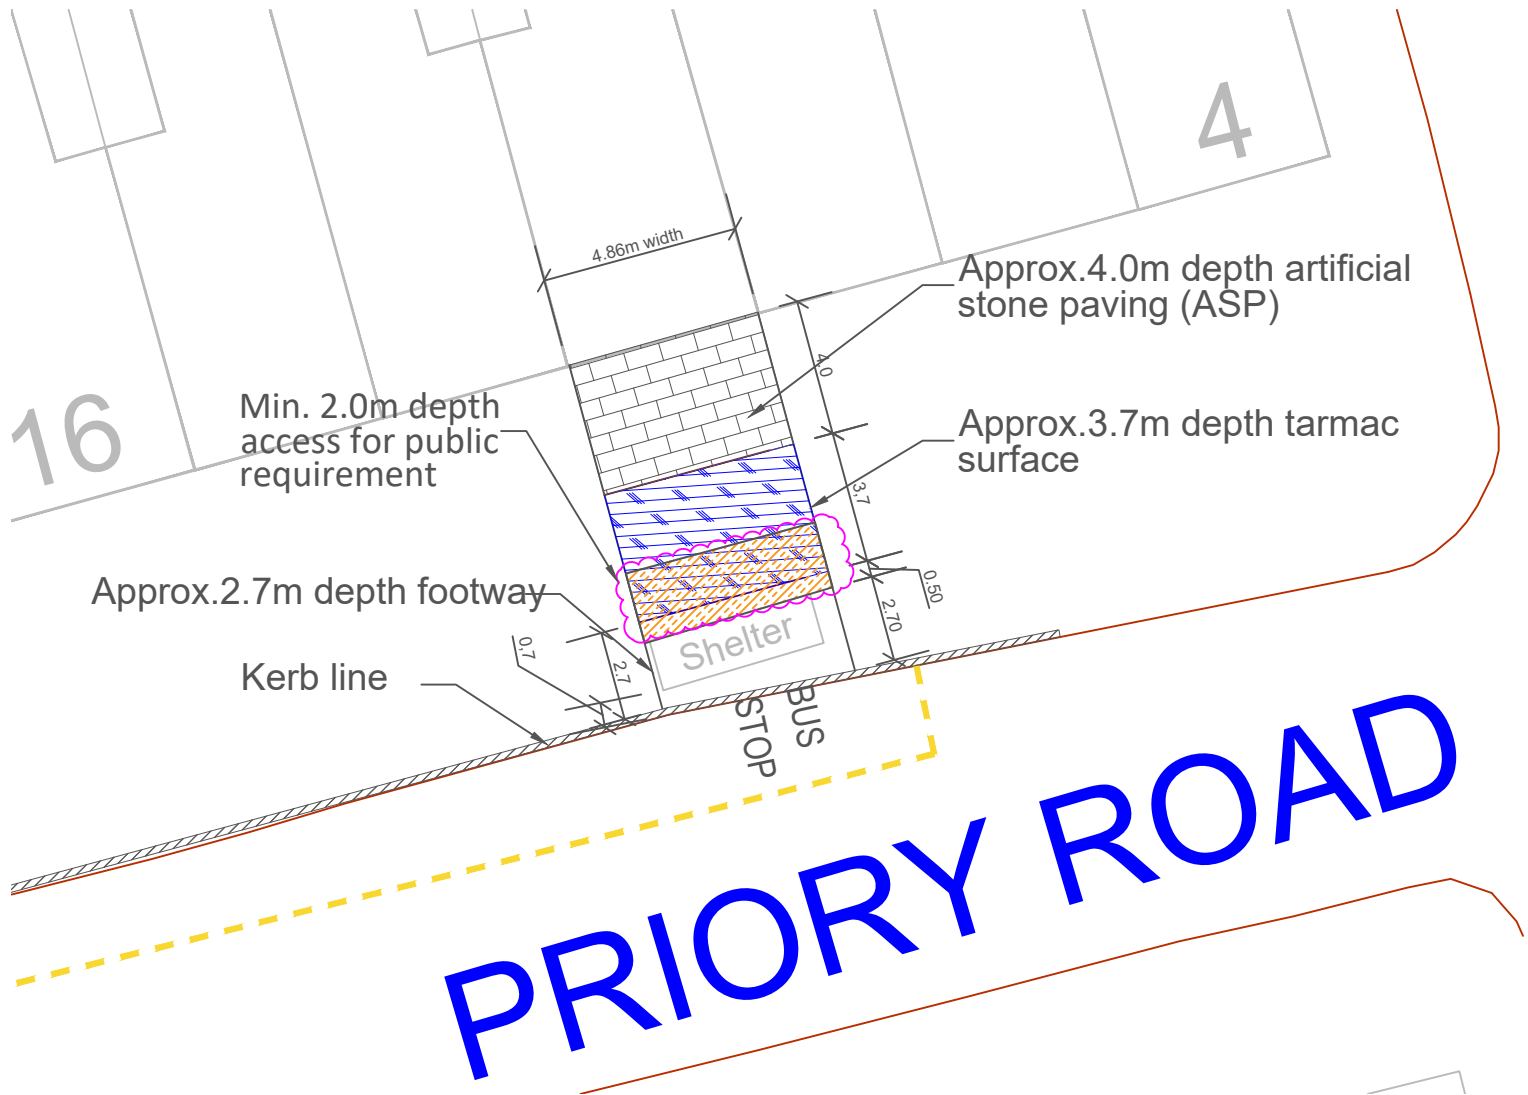 4
4.86m width
Approx.4.0m depth artificial
stone paving (ASP)
4.0
16
Min. 2.0m depth
access for public
requirement
Approx.3.7m depth tarmac
surface
3,7
Approx.2.7m depth footway
0.50
2.70
Shelter
0,7
2.7
Kerb line
BUS
STOP
PRIORY ROAD